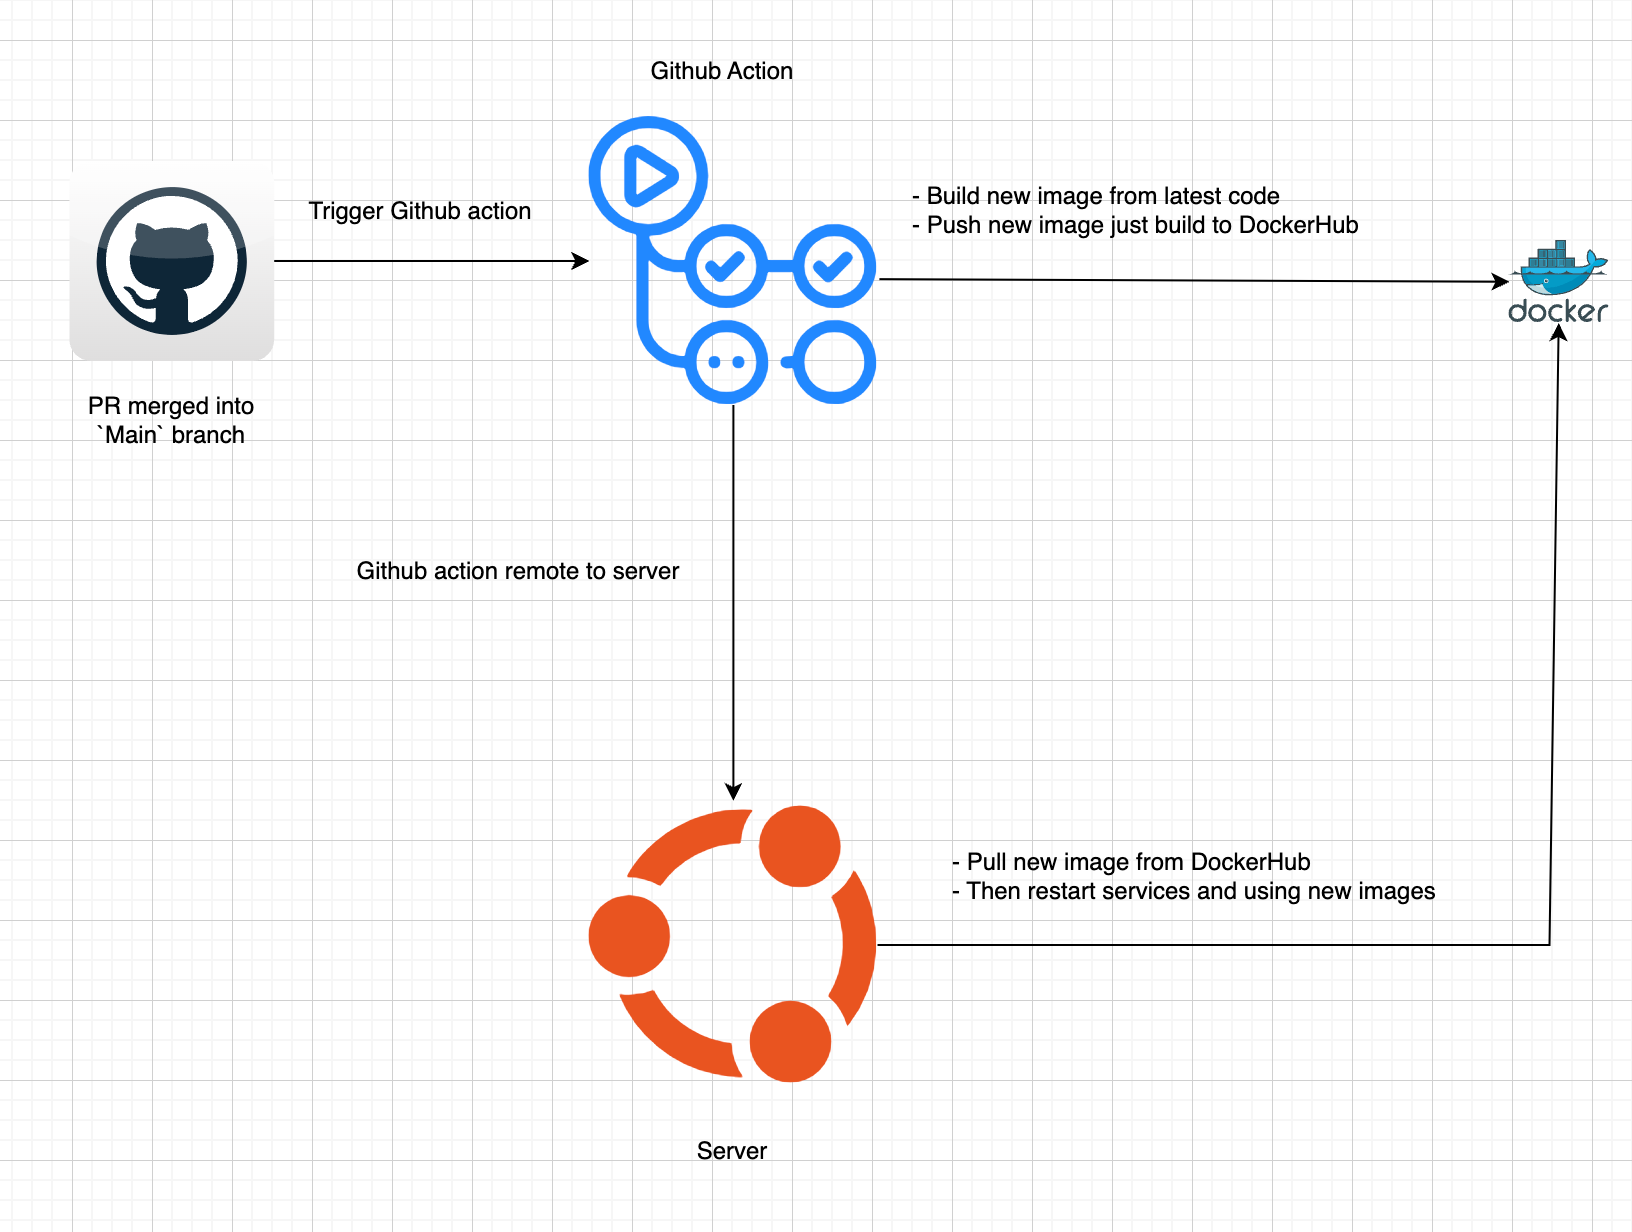 Github Action
Trigger Github action
- Build new image from latest code
- Push new image just build to DockerHub
docker
PR merged into
`Main` branch
Github action remote to server
- Pull new image from DockerHub
- Then restart services and using new images
Server